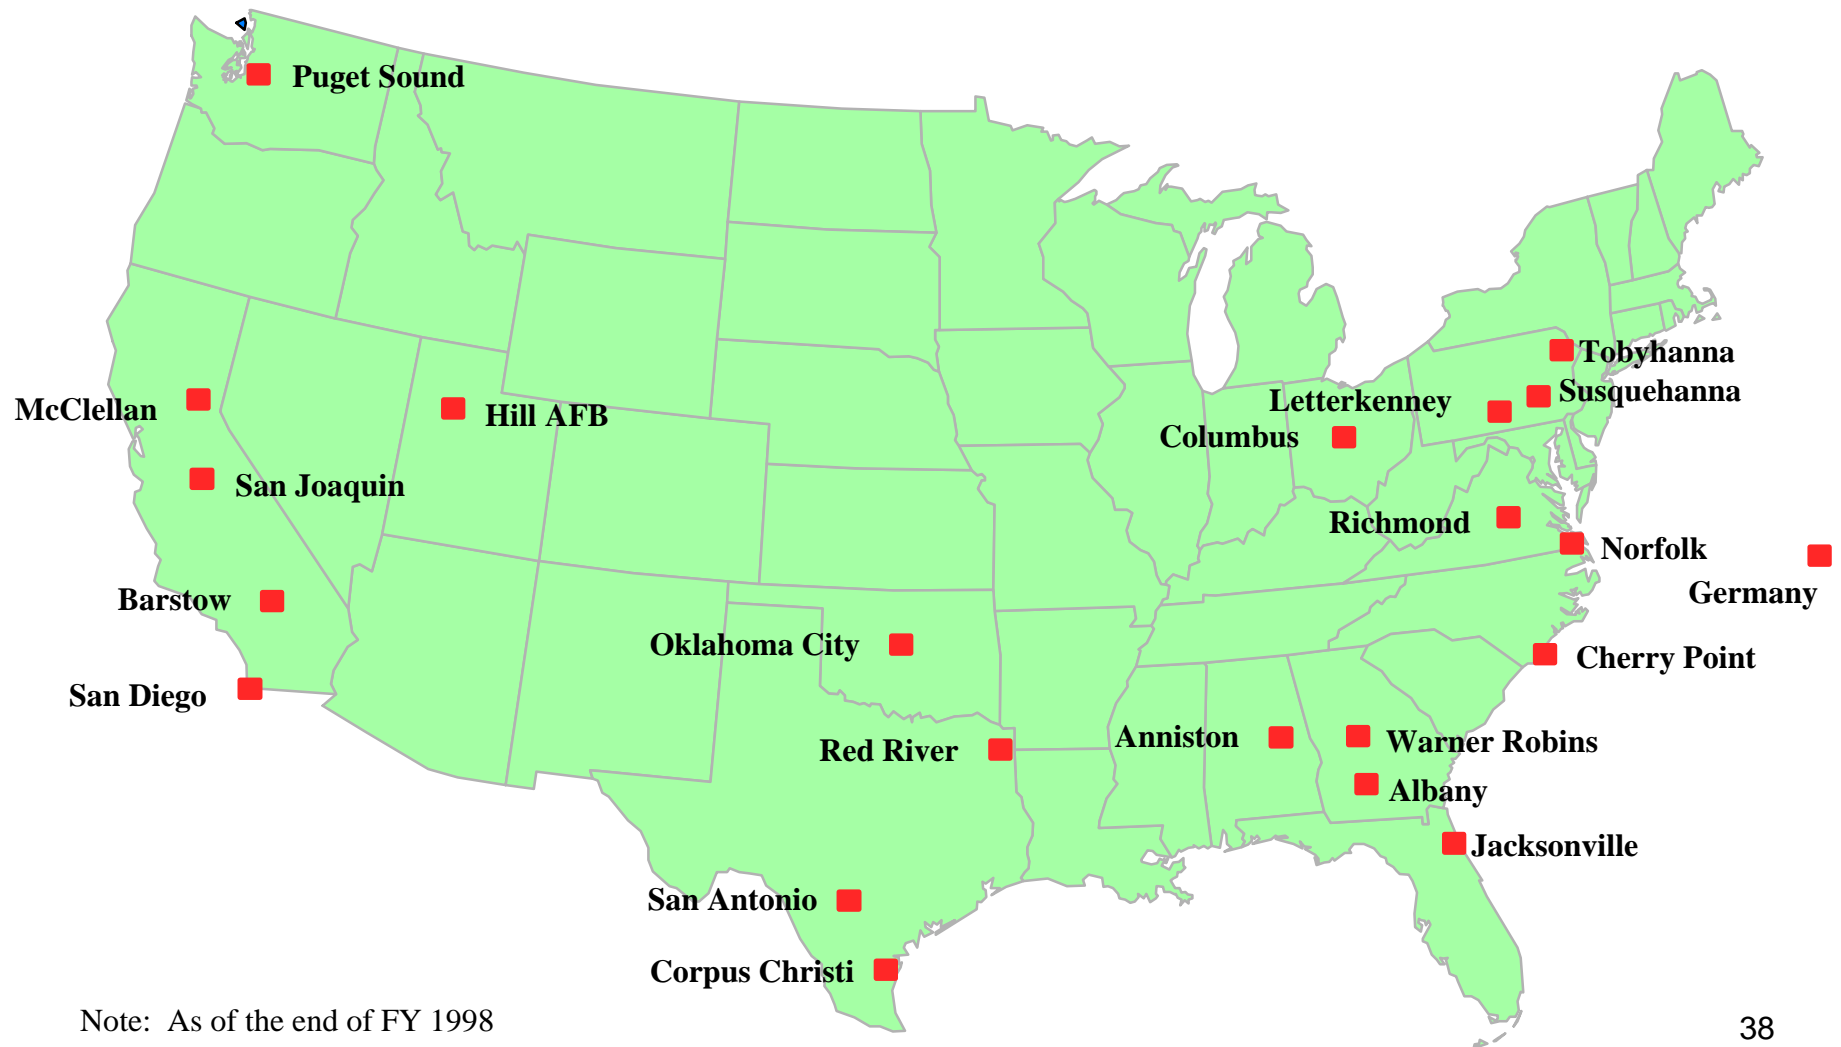 Puget Sound
Tobyhanna
Susquehanna
Letterkenney
McClellan
Hill AFB
Columbus
San Joaquin
Richmond
Norfolk
Germany
Barstow
Oklahoma City
Cherry Point
San Diego
Anniston
Warner Robins
Red River
Albany
Jacksonville
San Antonio
Corpus Christi
Note: As of the end of FY 1998
38